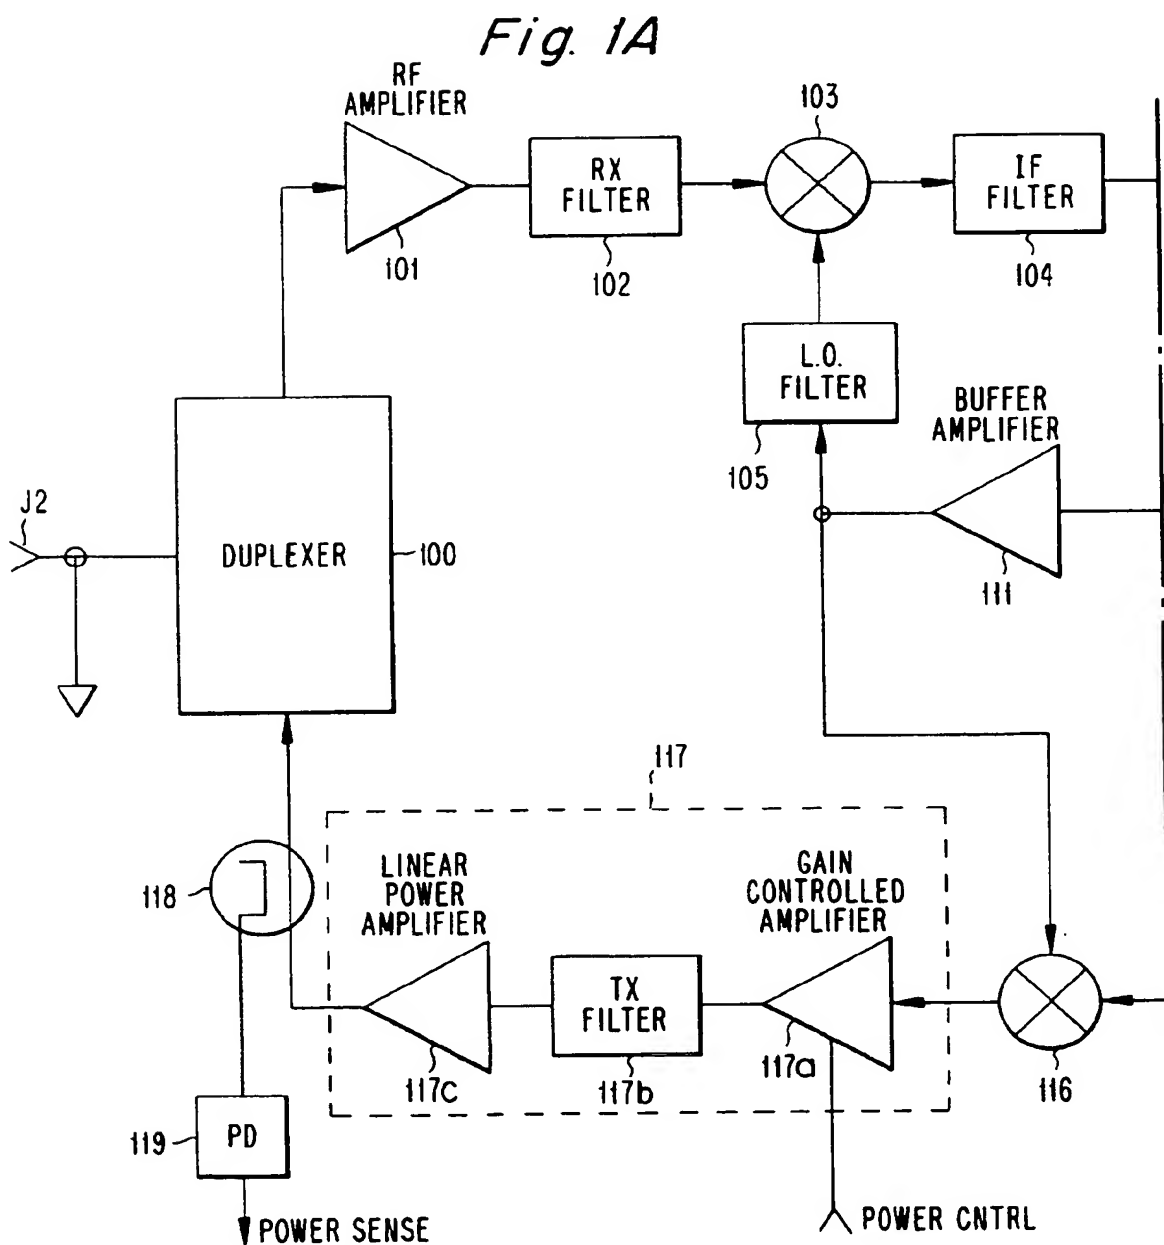 Fig. 1A
RF
AMPLIFIER
101
RX
FILTER
102
103
IF
FILTER
104
L.O.
FILTER
105
BUFFER
AMPLIFIER
111
J2
DUPLEXER
100
117
118
LINEAR
POWER
AMPLIFIER
117c
TX
FILTER
117b
GAIN
CONTROLLED
AMPLIFIER
117a
116
119
PD
POWER SENSE
POWER CNTRL